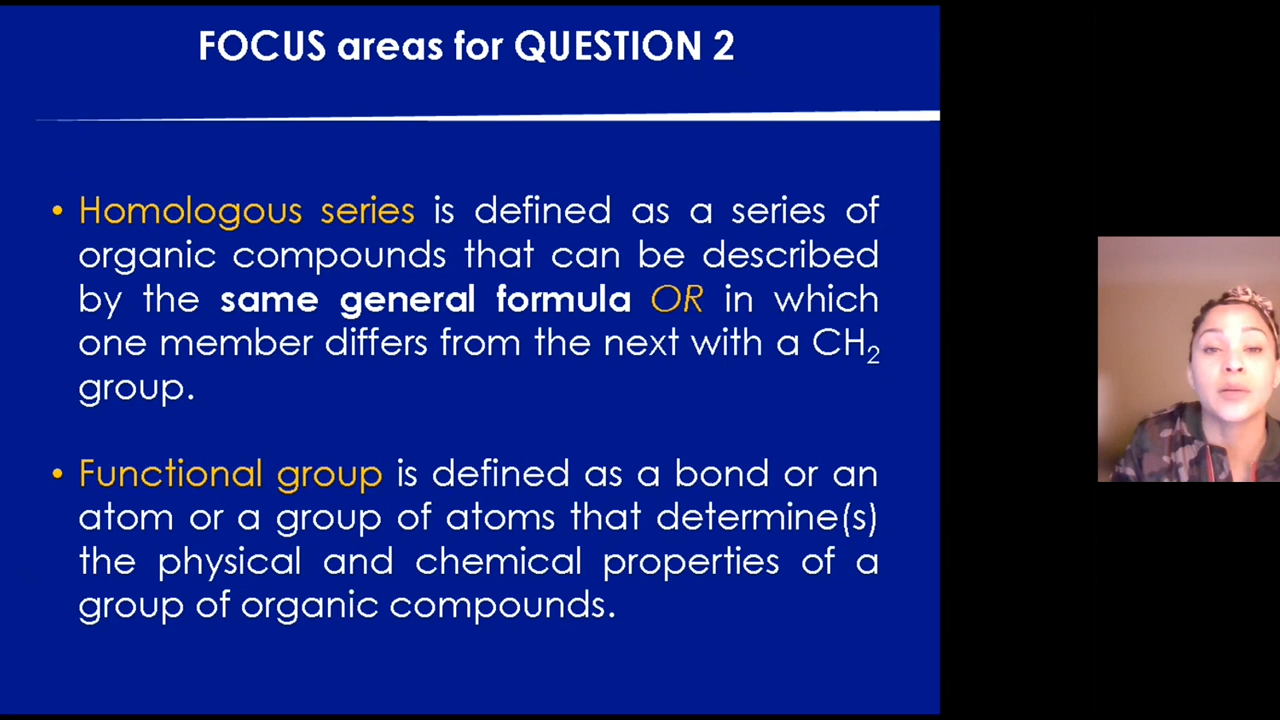 FOCUS areas for QUESTION 2
• Homologous series is defined as a series of
organic compounds that can be described
by the same general formula OR in which
one member differs from the next with a CH₂
group.
• Functional group is defined as a bond or an
atom or a group of atoms that determine(s)
the physical and chemical properties of a
group of organic compounds.